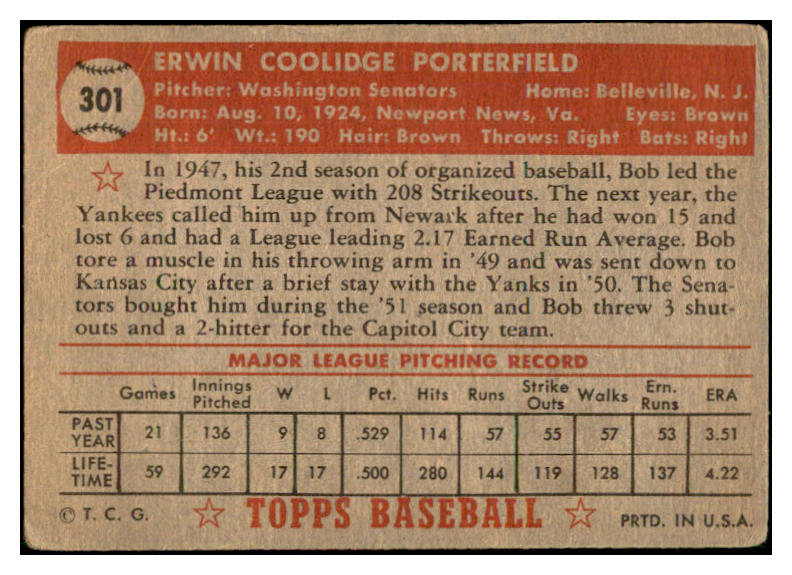 301
ERWIN COOLIDGE PORTERFIELD
Pitcher: Washington Senators Home: Belleville, N. J.
Born: Aug. 10, 1924, Newport News, Va. Eyes: Brown
Ht.: 6' Wt.: 190 Hair: Brown Throws: Right Bats: Right
In 1947, his 2nd season of organized baseball, Bob led the
Piedmont League with 208 Strikeouts. The next year, the
Yankees called him up from Newark after he had won 15 and
lost 6 and had a League leading 2.17 Earned Run Average. Bob
tore a muscle in his throwing arm in '49 and was sent down to
Kansas City after a brief stay with the Yanks in '50. The Sena-
tors bought him during the '51 season and Bob threw 3 shut-
outs and a 2-hitter for the Capitol City team.
MAJOR LEAGUE PITCHING RECORD
Games Innings Pitched W L Pct. Hits Runs Strike Outs Walks Ern. Runs ERA
PAST YEAR 21 136 9 8 .529 114 57 55 57 53 3.51
LIFE-TIME 59 292 17 17 .500 280 144 119 128 137 4.22
© T. C. G. TOPPS BASEBALL PRTD. IN U.S.A.